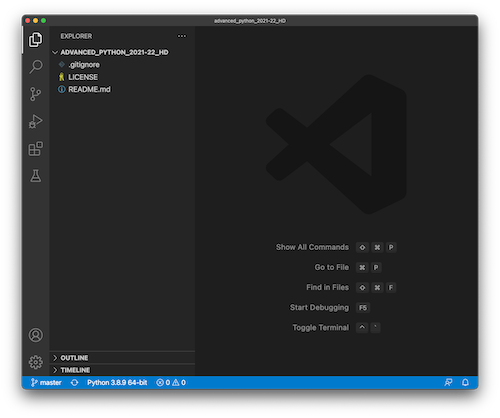 advanced_python_2021-22_HD
EXPLORER ···
ADVANCED_PYTHON_2021-22_HD
.gitignore
LICENSE
README.md
Show All Commands ⇧ ⌘ P
Go to File ⌘ P
Find in Files ⇧ ⌘ F
Start Debugging F5
Toggle Terminal ^ `
OUTLINE
TIMELINE
master Python 3.8.9 64-bit 0 0